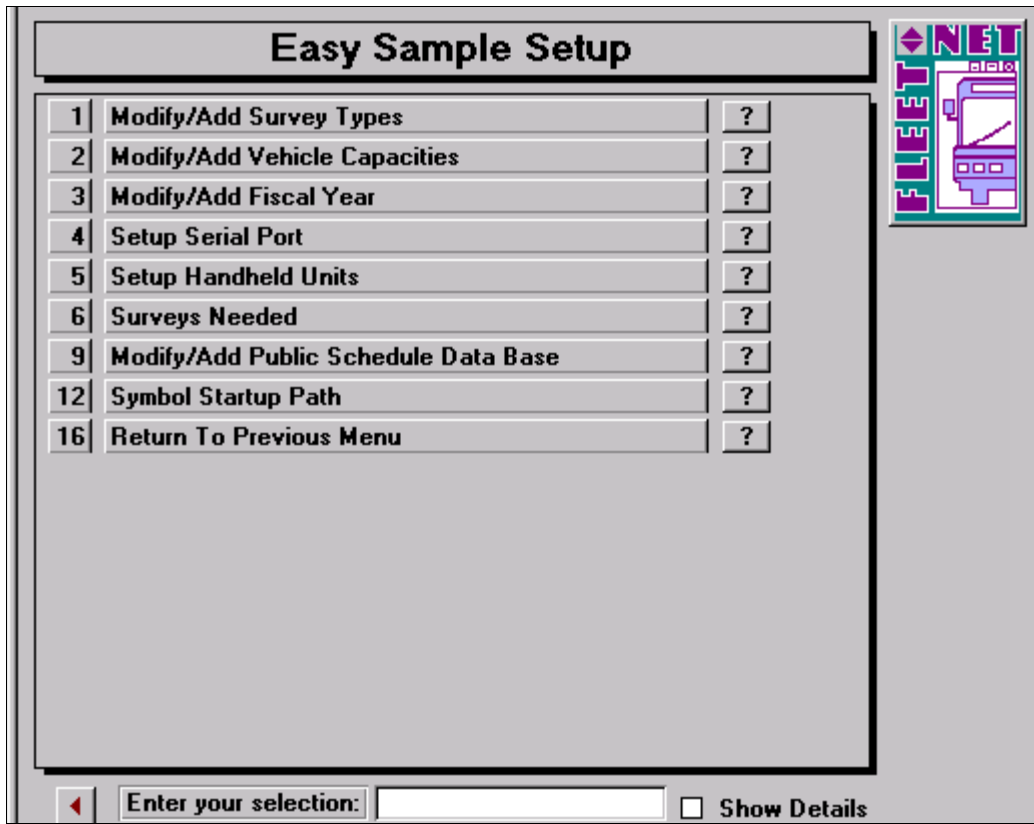 Easy Sample Setup
FLEET NET
1 Modify/Add Survey Types ?
2 Modify/Add Vehicle Capacities ?
3 Modify/Add Fiscal Year ?
4 Setup Serial Port ?
5 Setup Handheld Units ?
6 Surveys Needed ?
9 Modify/Add Public Schedule Data Base ?
12 Symbol Startup Path ?
16 Return To Previous Menu ?
Enter your selection: Show Details